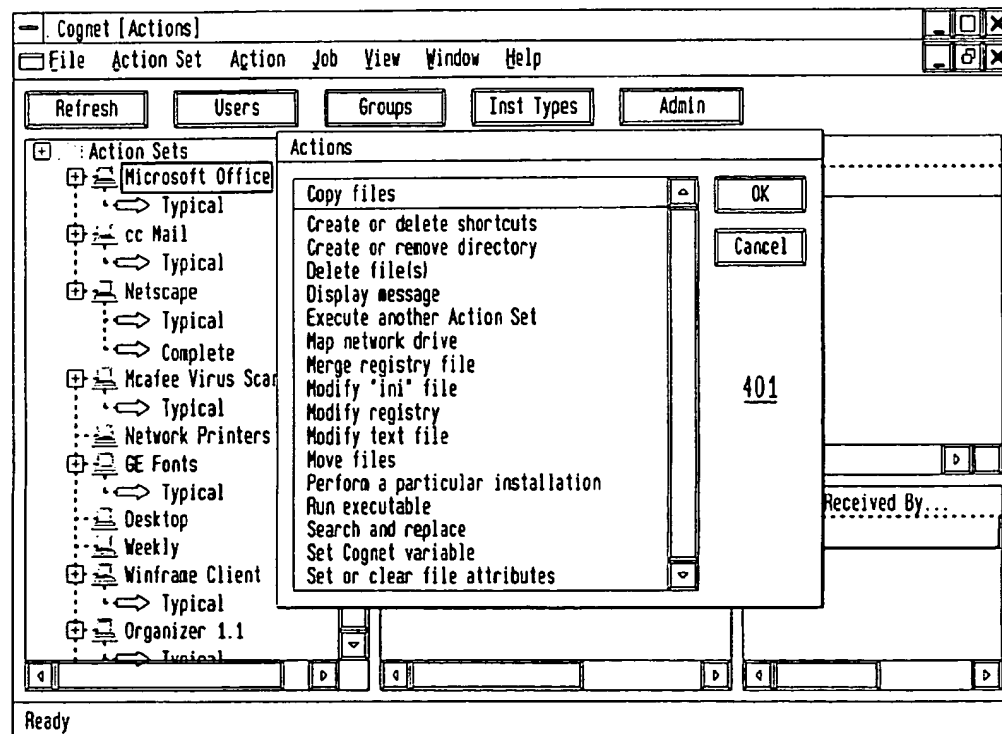 Cognet [Actions]
File Action Set Action Job View Window Help
Refresh Users Groups Inst Types Admin
Action Sets
Microsoft Office
Typical
cc Mail
Typical
Netscape
Typical
Complete
Mcafee Virus Scan
Typical
Network Printers
GE Fonts
Typical
Desktop
Weekly
Winframe Client
Typical
Organizer 1.1
Typical
Actions
Copy files
Create or delete shortcuts
Create or remove directory
Delete file(s)
Display message
Execute another Action Set
Map network drive
Merge registry file
Modify "ini" file
Modify registry
Modify text file
Move files
Perform a particular installation
Run executable
Search and replace
Set Cognet variable
Set or clear file attributes
OK
Cancel
401
Received By...
Ready